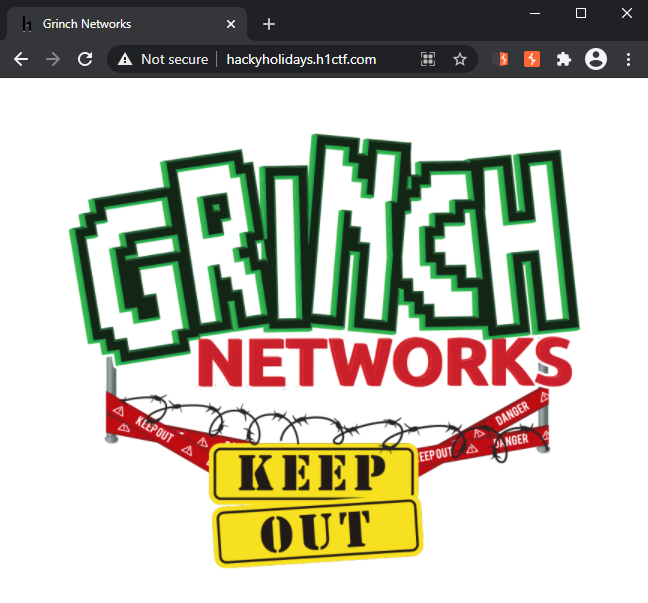 Grinch Networks
Not secure
hackyholidays.h1ctf.com
GRINCH
NETWORKS
KEEP OUT
DANGER
KEEP OUT
DANGER
KEEP
OUT